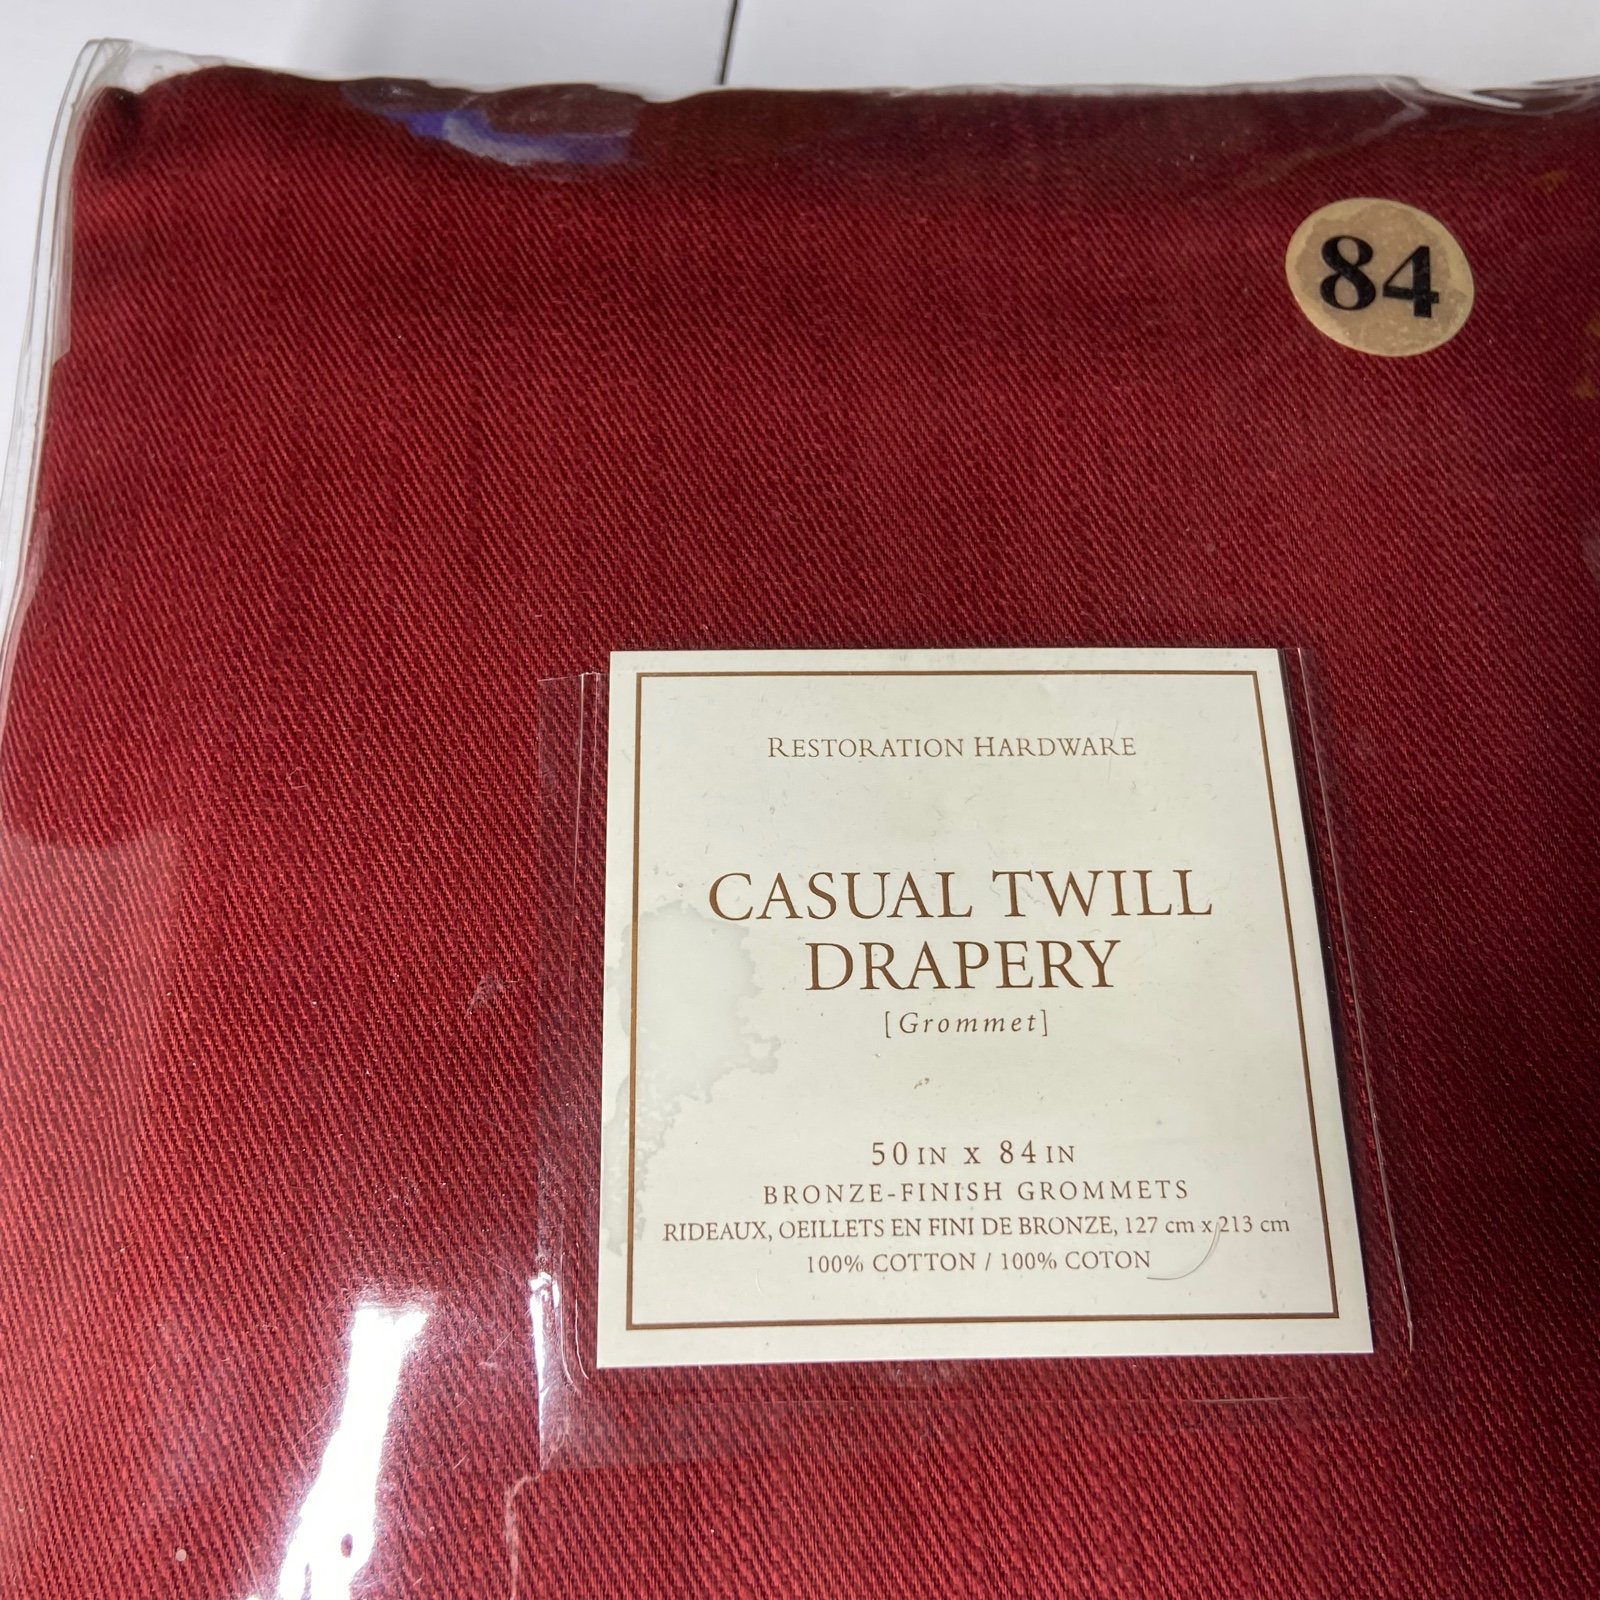 84
RESTORATION HARDWARE
CASUAL TWILL
DRAPERY
[Grommet]
50 IN x 84 IN
BRONZE-FINISH GROMMETS
RIDEAUX, OEILLETS EN FINI DE BRONZE, 127 cm x 213 cm
100% COTTON / 100% COTON